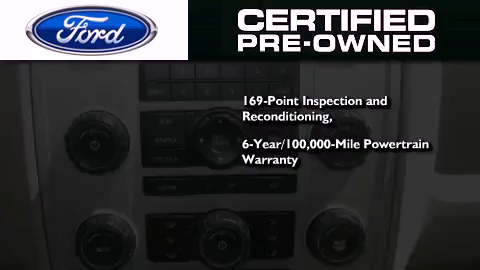 Ford
CERTIFIED
PRE-OWNED
169-Point Inspection and
Reconditioning,
6-Year/100,000-Mile Powertrain
Warranty